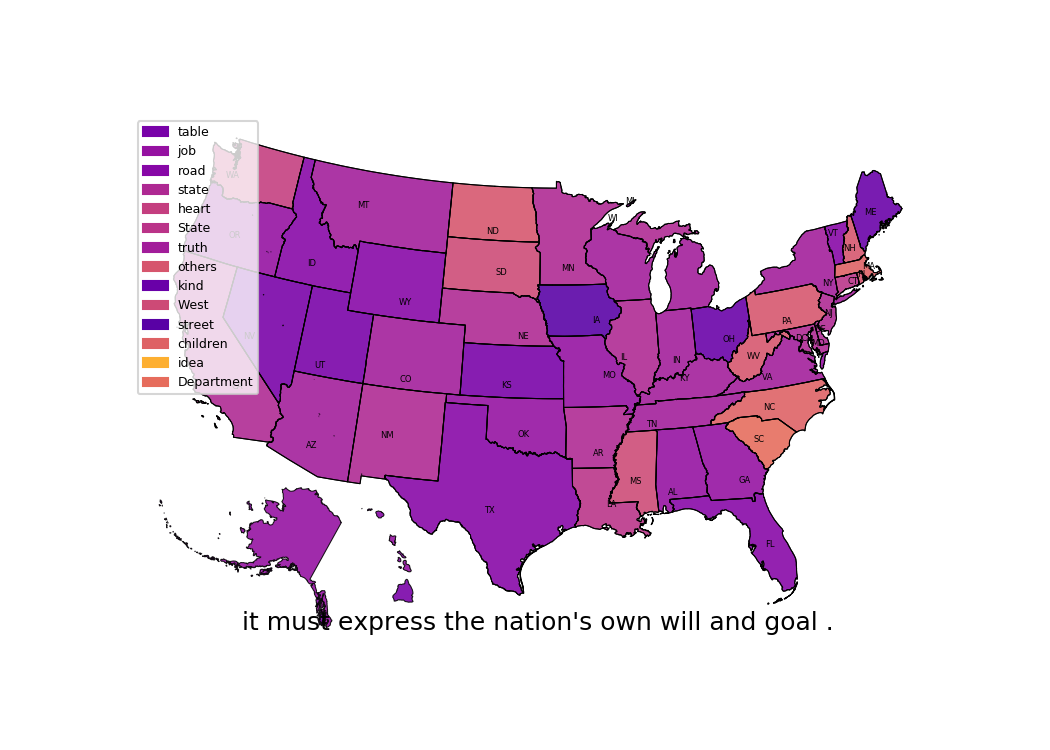 table
job
road
state
heart
State
truth
others
kind
West
street
children
idea
Department
WA
OR
NV
MT
ID
WY
UT
CO
AZ
NM
ND
SD
NE
KS
OK
TX
MN
IA
MO
AR
LA
WI
MI
IL
IN
OH
KY
TN
MS
AL
GA
FL
SC
NC
VA
WV
PA
NY
NJ
VT
NH
ME
MA
CT
it must express the nation's own will and goal .